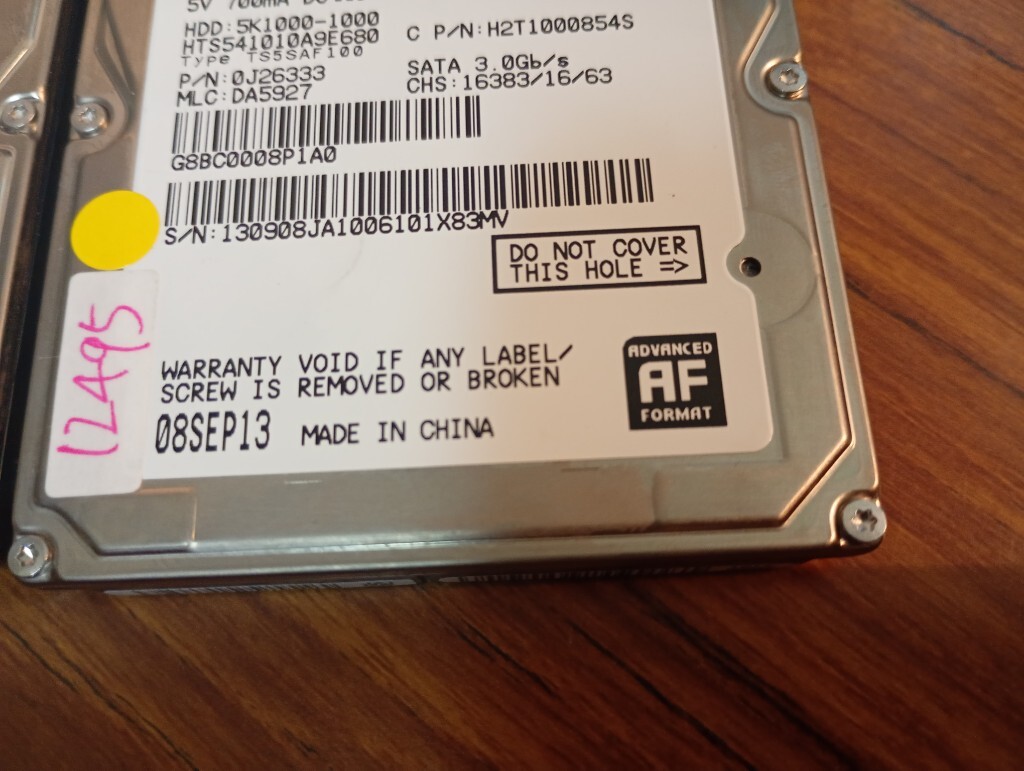 5V 700mA
HDD:5K1000-1000
HTS541010A9E680
Type TS5SAF100
C P/N:H2T1000854S
P/N:0J26333
MLC:DA5927
SATA 3.0Gb/s
CHS:16383/16/63
G8BC0008P1A0
S/N:130908JA1006101X83MV
DO NOT COVER
THIS HOLE =>
12495
WARRANTY VOID IF ANY LABEL/
SCREW IS REMOVED OR BROKEN
08SEP13 MADE IN CHINA
ADVANCED
AF
FORMAT